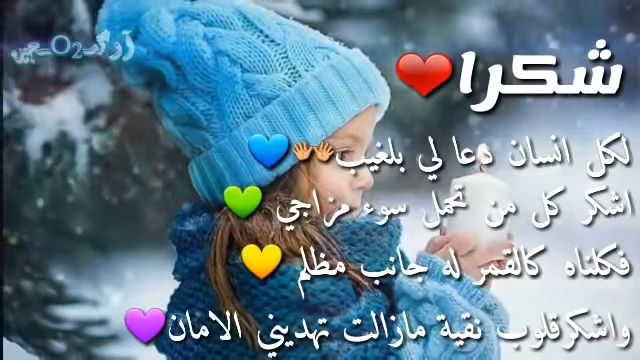 شكرا❤️
لكل انسان دعا لي بلغيب👐💙
اشكر كل من تحمل سوء مزاجي 💚
فكلناه كالقمر له جانب مظلم 💛
واشكرقلوب نقية مازالت تهديني الامان💜